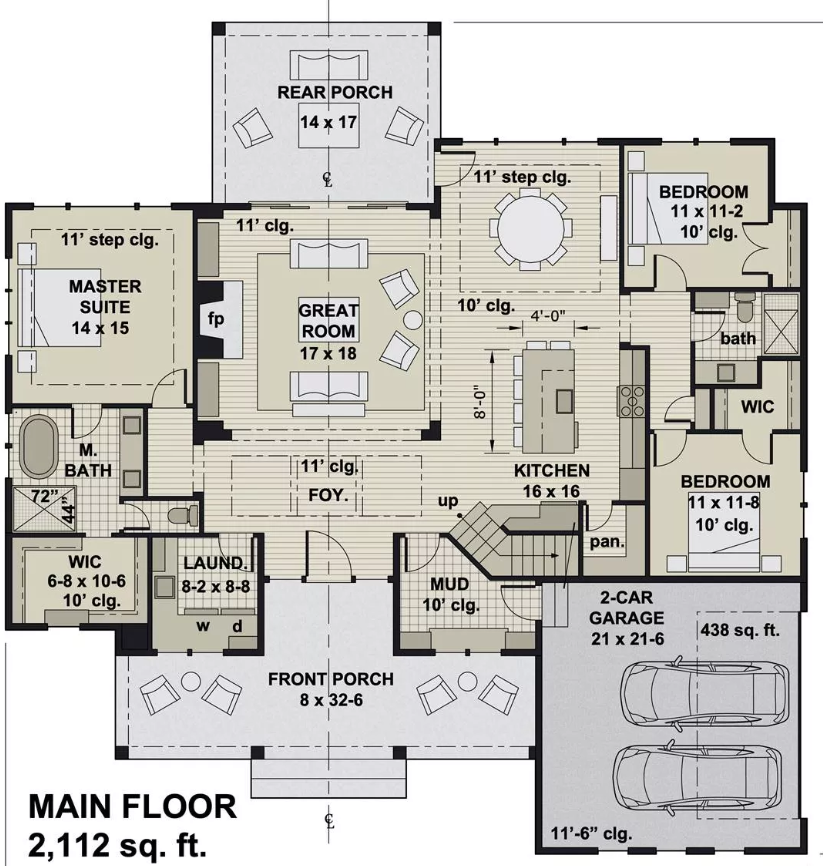 REAR PORCH
14 x 17
℄
11' step clg.
BEDROOM
11 x 11-2
10' clg.
11' clg.
11' step clg.
MASTER
SUITE
14 x 15
fp
GREAT
ROOM
17 x 18
10' clg.
4'-0"
bath
8'-0"
WIC
M.
BATH
72"
44"
11' clg.
FOY.
KITCHEN
16 x 16
BEDROOM
11 x 11-8
10' clg.
up
pan.
WIC
6-8 x 10-6
10' clg.
LAUND.
8-2 x 8-8
w
d
MUD
10' clg.
2-CAR
GARAGE
21 x 21-6
438 sq. ft.
FRONT PORCH
8 x 32-6
11'-6" clg.
℄
MAIN FLOOR
2,112 sq. ft.